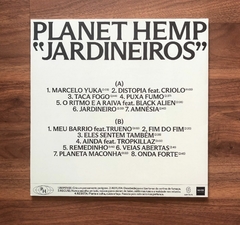 PLANET HEMP
"JARDINEIROS"
(A)
1. MARCELO YUKA 2. DISTOPIA feat. CRIOLO
3. TACA FOGO 4. PUXA FUMO
5. O RITMO E A RAIVA feat. BLACK ALIEN
6. JARDINEIRO 7. AMNÉSIA
(B)
1. MEU BARRIO feat. TRUENO 2. FIM DO FIM
3. ELES SENTEM TAMBÉM
4. AINDA feat. TROPKILLAZ
5. REMEDINHO 6. VEIAS ABERTAS
7. PLANETA MACONHA 8. ONDA FORTE